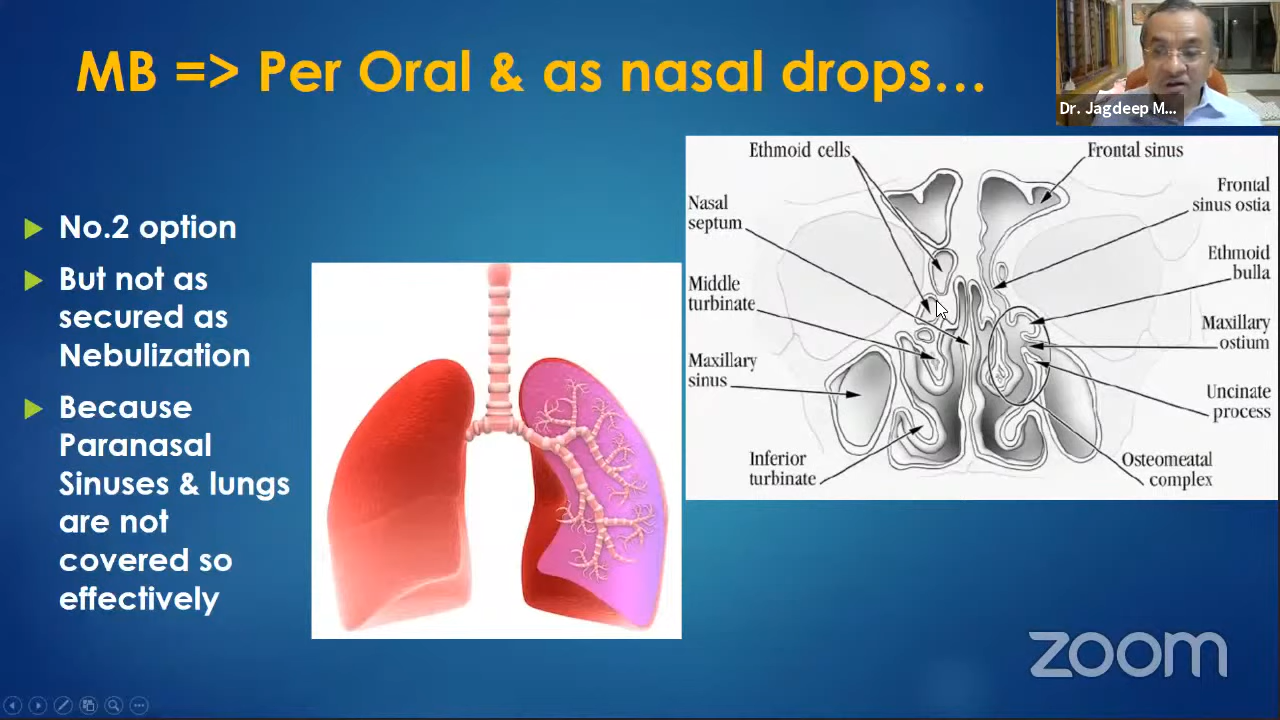 MB => Per Oral & as nasal drops...
Dr. Jagdeep M...
No.2 option
But not as
secured as
Nebulization
Because
Paranasal
Sinuses & lungs
are not
covered so
effectively
Ethmoid cells
Frontal sinus
Nasal
septum
Frontal
sinus ostia
Middle
turbinate
Ethmoid
bulla
Maxillary
sinus
Maxillary
ostium
Uncinate
process
Inferior
turbinate
Osteomeatal
complex
zoom